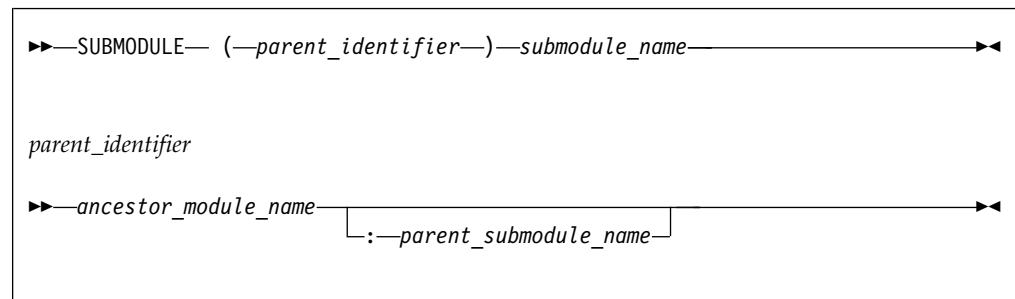 SUBMODULE ( parent_identifier ) submodule_name
parent_identifier
ancestor_module_name
: parent_submodule_name